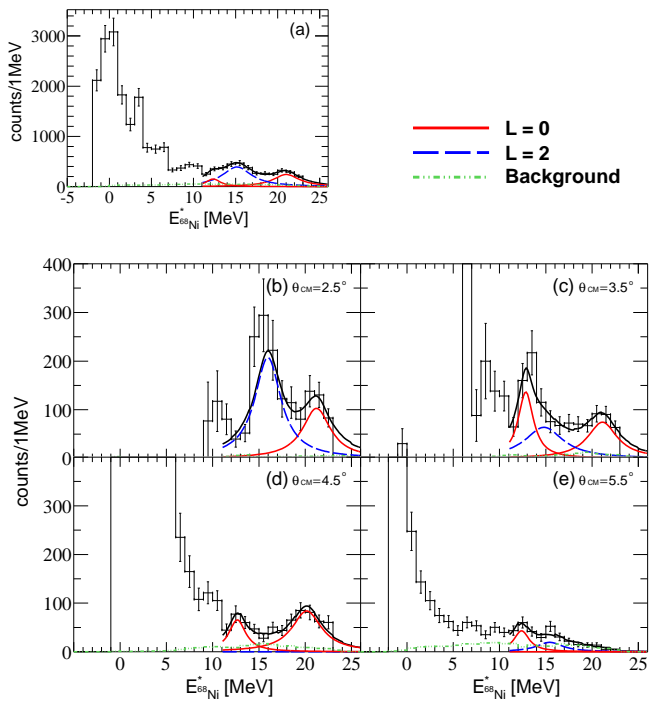 (a)
counts/1MeV
3000
2000
1000
0
-5 0 5 10 15 20 25
E*68Ni [MeV]
L = 0
L = 2
Background
(b) θCM=2.5°
(c) θCM=3.5°
counts/1MeV
400
300
200
100
0
(d) θCM=4.5°
(e) θCM=5.5°
300
200
100
0
0 5 10 15 20 25
0 5 10 15 20 25
E*68Ni [MeV]
E*68Ni [MeV]